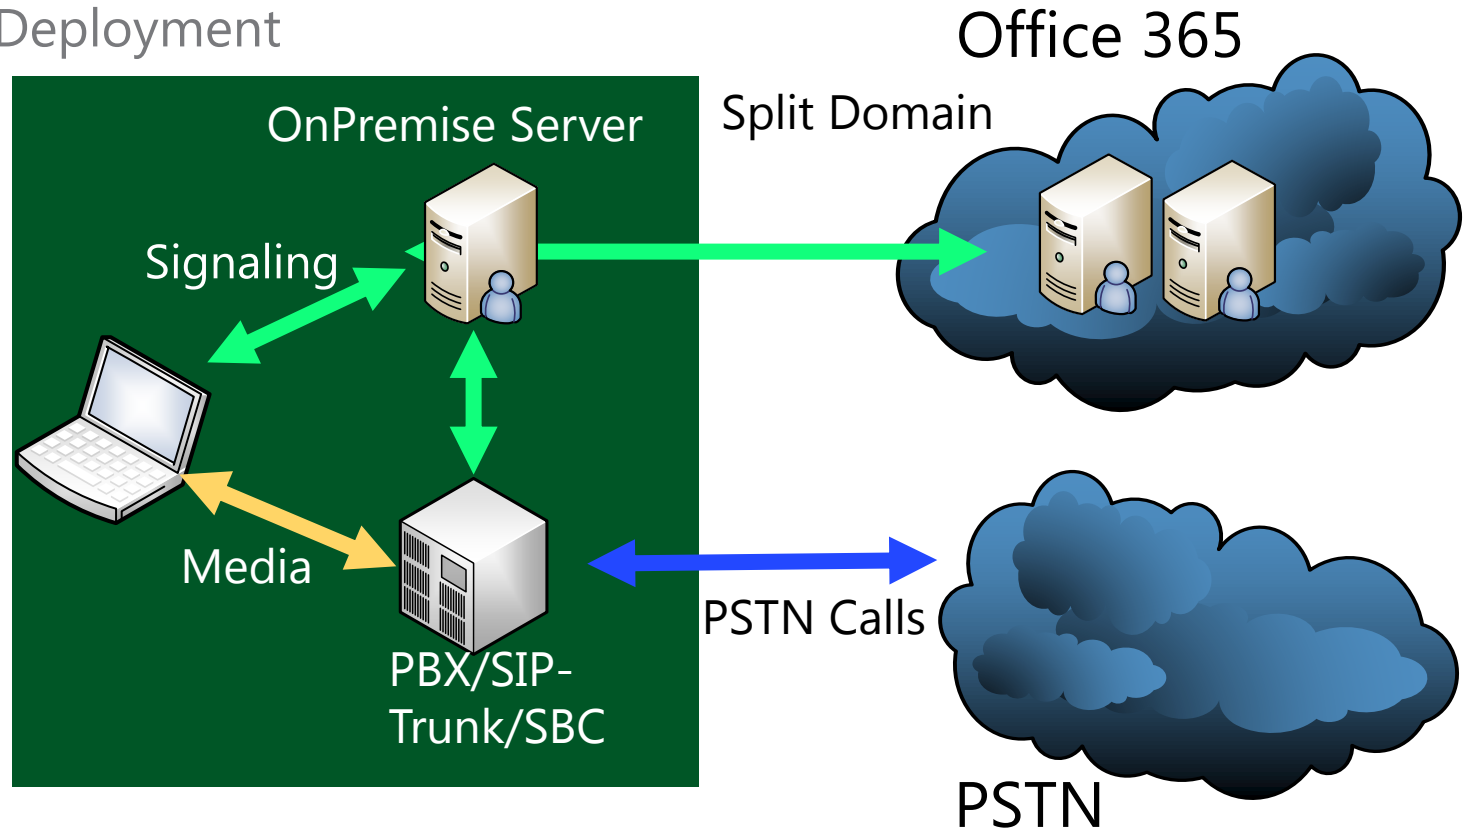 Deployment
Office 365
OnPremise Server
Split Domain
Signaling
Media
PSTN Calls
PBX/SIP-
Trunk/SBC
PSTN